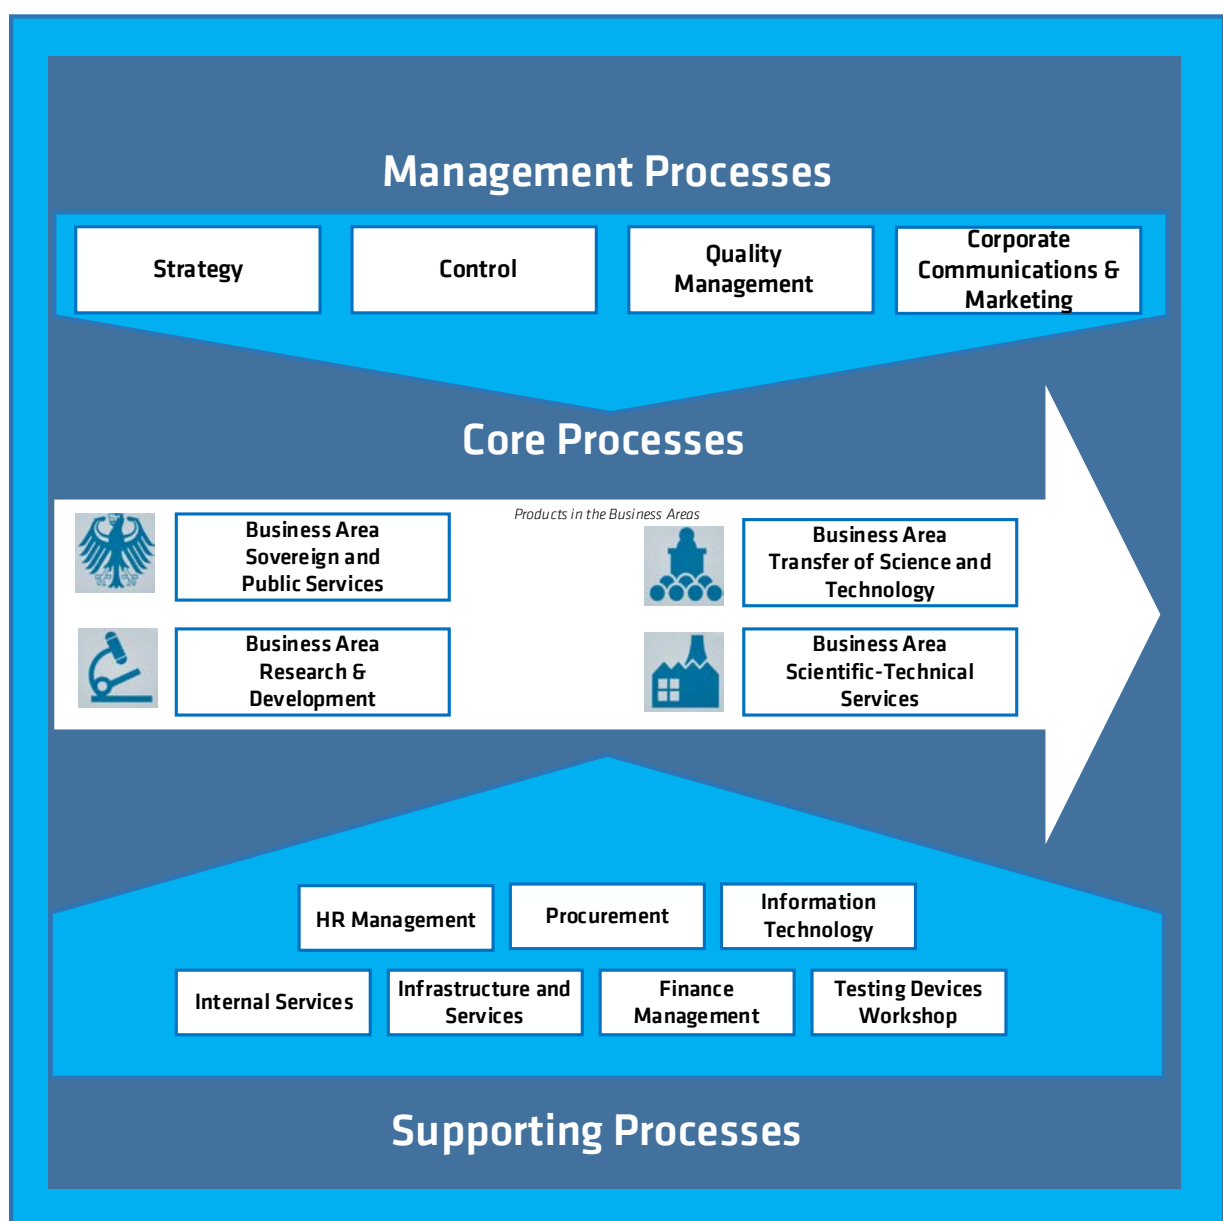 Management Processes
Strategy
Control
Quality
Management
Corporate
Communications &
Marketing
Core Processes
Products in the Business Areas
Business Area
Sovereign and
Public Services
Business Area
Transfer of Science and
Technology
Business Area
Research &
Development
Business Area
Scientific-Technical
Services
HR Management
Procurement
Information
Technology
Internal Services
Infrastructure and
Services
Finance
Management
Testing Devices
Workshop
Supporting Processes